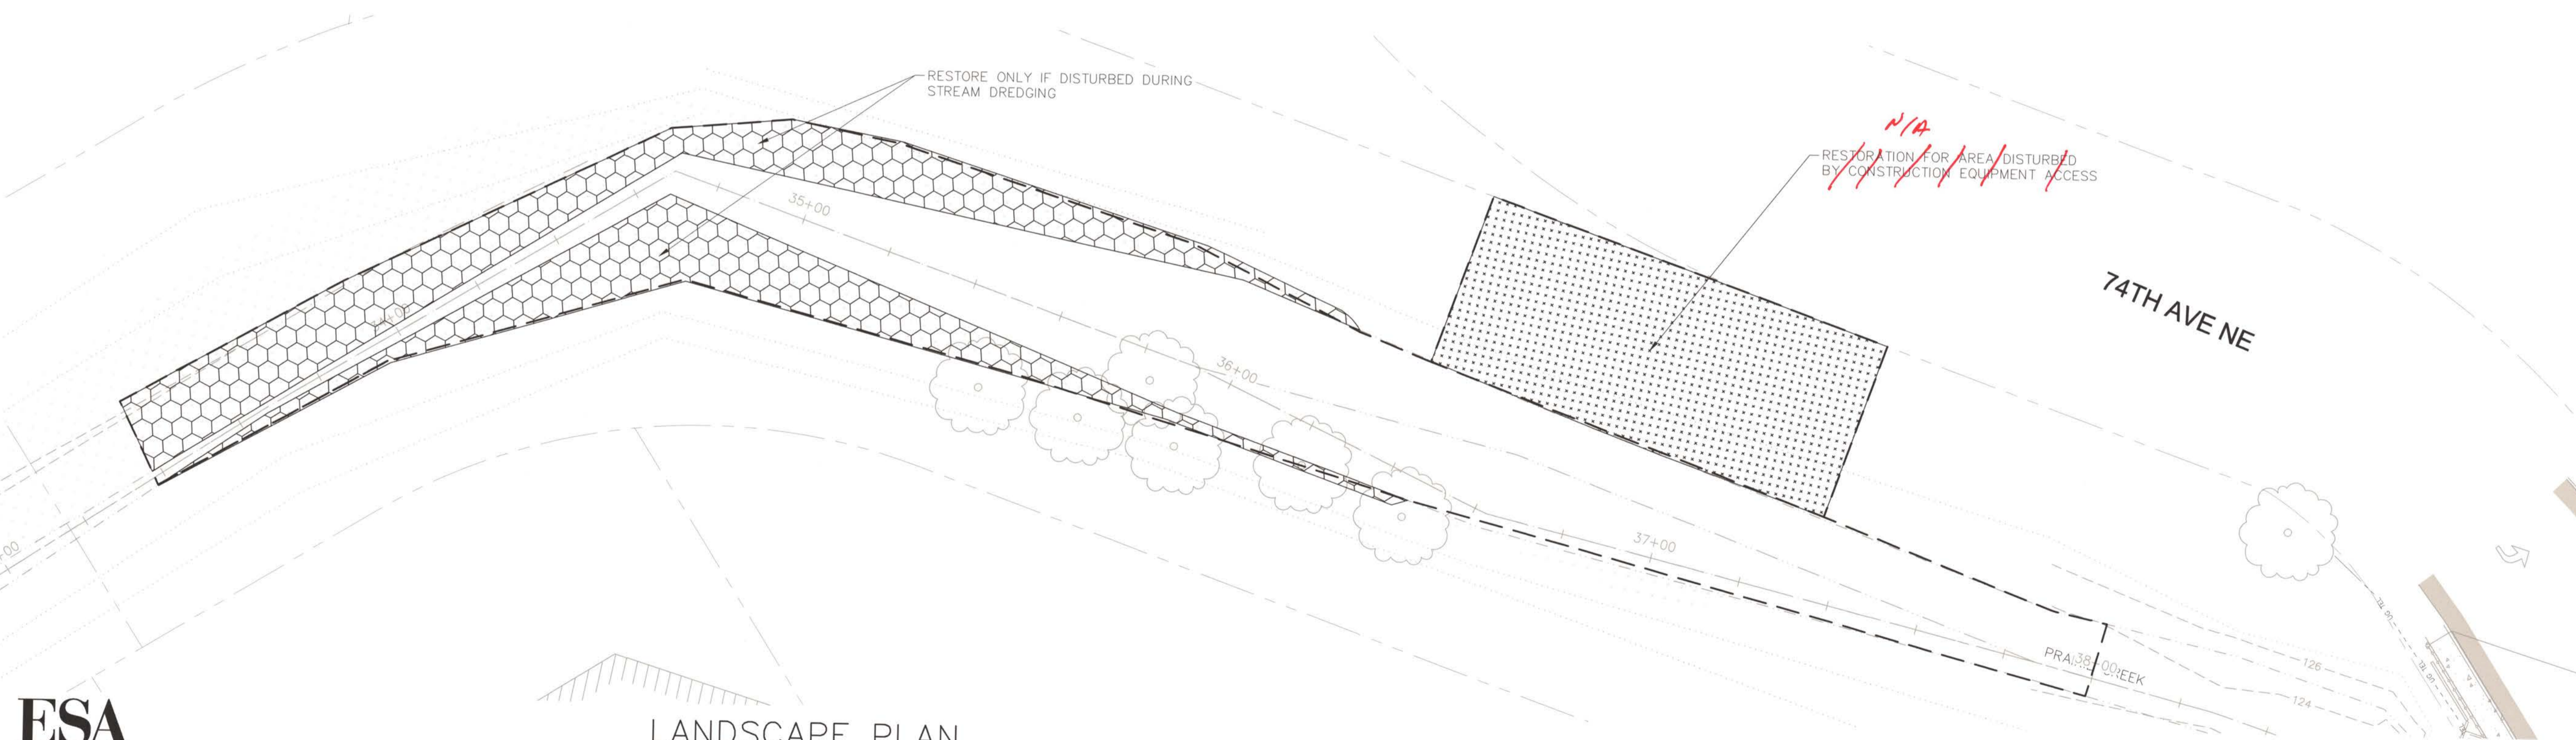 RESTORE ONLY IF DISTURBED DURING
STREAM DREDGING
N/A
RESTORATION FOR AREA DISTURBED
BY CONSTRUCTION EQUIPMENT ACCESS
35+00
36+00
74TH AVE NE
37+00
38+00
126
124
ESA
LANDSCAPE PLAN